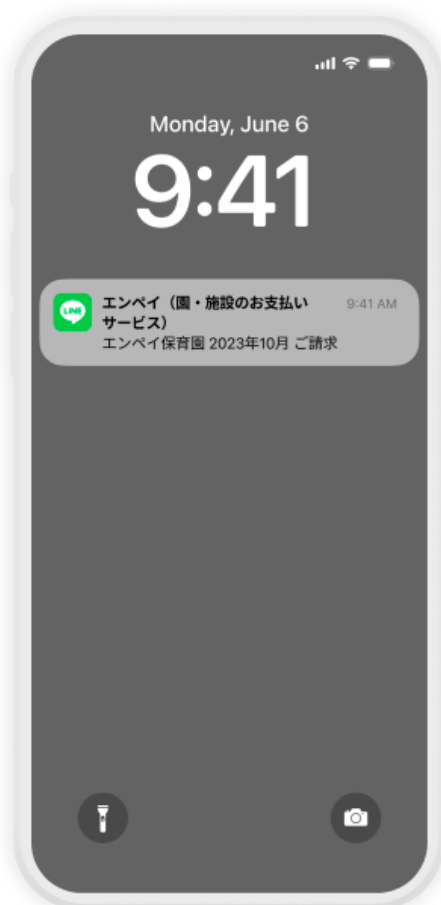 Monday, June 6
9:41
LINE
エンペイ（園・施設のお支払い
サービス）
9:41 AM
エンペイ保育園 2023年10月 ご請求